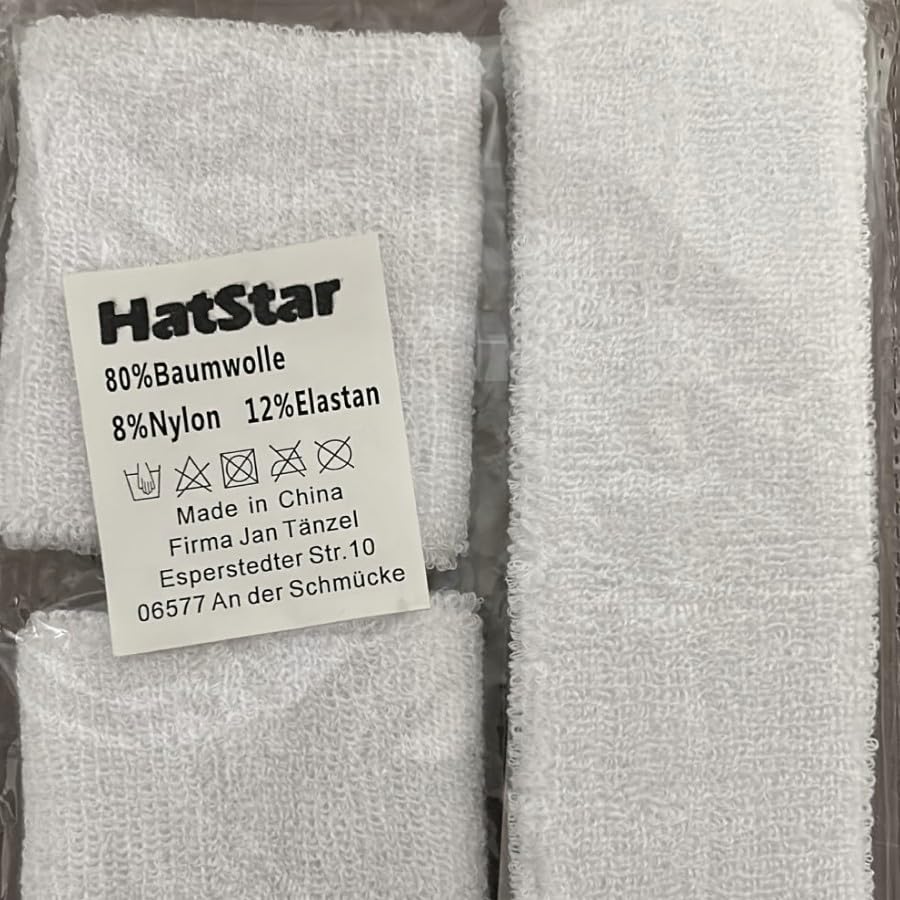 HatStar
80%Baumwolle
8%Nylon 12%Elastan
Made in China
Firma Jan Tänzel
Esperstedter Str.10
06577 An der Schmücke